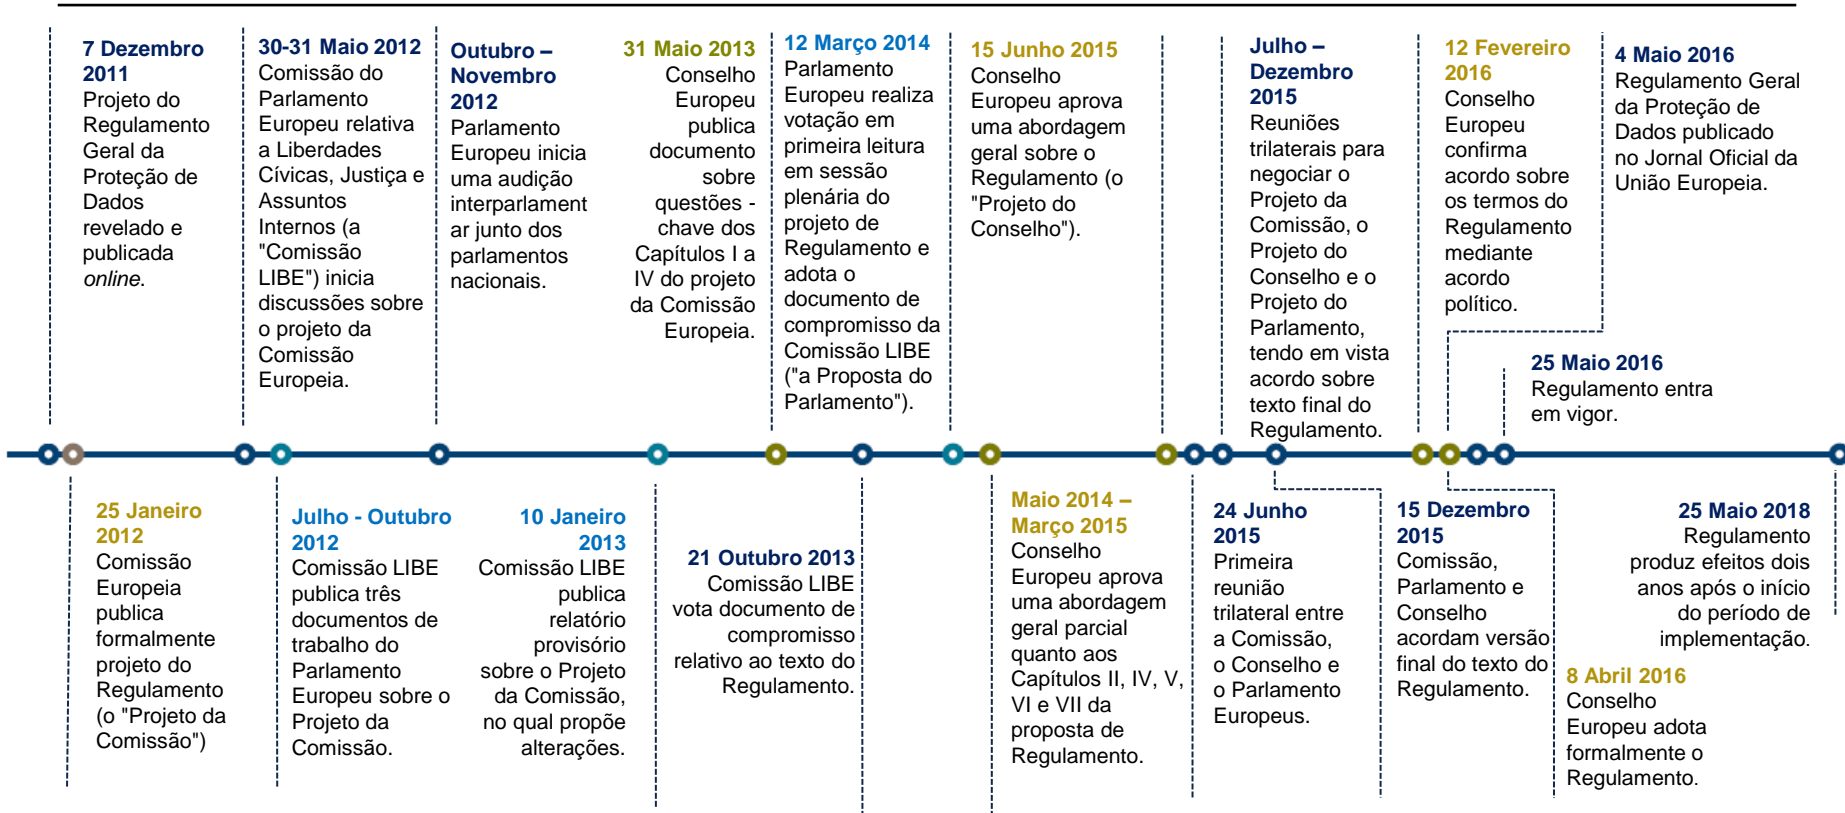 7 Dezembro
2011
Projeto do
Regulamento
Geral da
Proteção de
Dados
revelado e
publicada
online.
30-31 Maio 2012
Comissão do
Parlamento
Europeu relativa
a Liberdades
Cívicas, Justiça e
Assuntos
Internos (a
"Comissão
LIBE") inicia
discussões sobre
o projeto da
Comissão
Europeia.
Outubro –
Novembro
2012
Parlamento
Europeu inicia
uma audição
interparlament
ar junto dos
parlamentos
nacionais.
31 Maio 2013
Conselho
Europeu
publica
documento
sobre
questões -
chave dos
Capítulos I a
IV do projeto
da Comissão
Europeia.
12 Março 2014
Parlamento
Europeu realiza
votação em
primeira leitura
em sessão
plenária do
projeto de
Regulamento e
adota o
documento de
compromisso da
Comissão LIBE
("a Proposta do
Parlamento").
15 Junho 2015
Conselho
Europeu aprova
uma abordagem
geral sobre o
Regulamento (o
"Projeto do
Conselho").
Julho –
Dezembro
2015
Reuniões
trilaterais para
negociar o
Projeto da
Comissão, o
Projeto do
Conselho e o
Projeto do
Parlamento,
tendo em vista
acordo sobre
texto final do
Regulamento.
12 Fevereiro
2016
Conselho
Europeu
confirma
acordo sobre
os termos do
Regulamento
mediante
acordo
político.
4 Maio 2016
Regulamento Geral
da Proteção de
Dados publicado
no Jornal Oficial da
União Europeia.
25 Maio 2016
Regulamento entra
em vigor.
25 Janeiro
2012
Comissão
Europeia
publica
formalmente
projeto do
Regulamento
(o "Projeto da
Comissão")
Julho - Outubro
2012
Comissão LIBE
publica três
documentos de
trabalho do
Parlamento
Europeu sobre o
Projeto da
Comissão.
10 Janeiro
2013
Comissão LIBE
publica
relatório
provisório
sobre o Projeto
da Comissão,
no qual propõe
alterações.
21 Outubro 2013
Comissão LIBE
vota documento de
compromisso
relativo ao texto do
Regulamento.
Maio 2014 –
Março 2015
Conselho
Europeu aprova
uma abordagem
geral parcial
quanto aos
Capítulos II, IV, V,
VI e VII da
proposta de
Regulamento.
24 Junho
2015
Primeira
reunião
trilateral entre
a Comissão,
o Conselho e
o Parlamento
Europeus.
15 Dezembro
2015
Comissão,
Parlamento e
Conselho
acordam versão
final do texto do
Regulamento.
8 Abril 2016
Conselho
Europeu adota
formalmente o
Regulamento.
25 Maio 2018
Regulamento
produz efeitos dois
anos após o início
do período de
implementação.